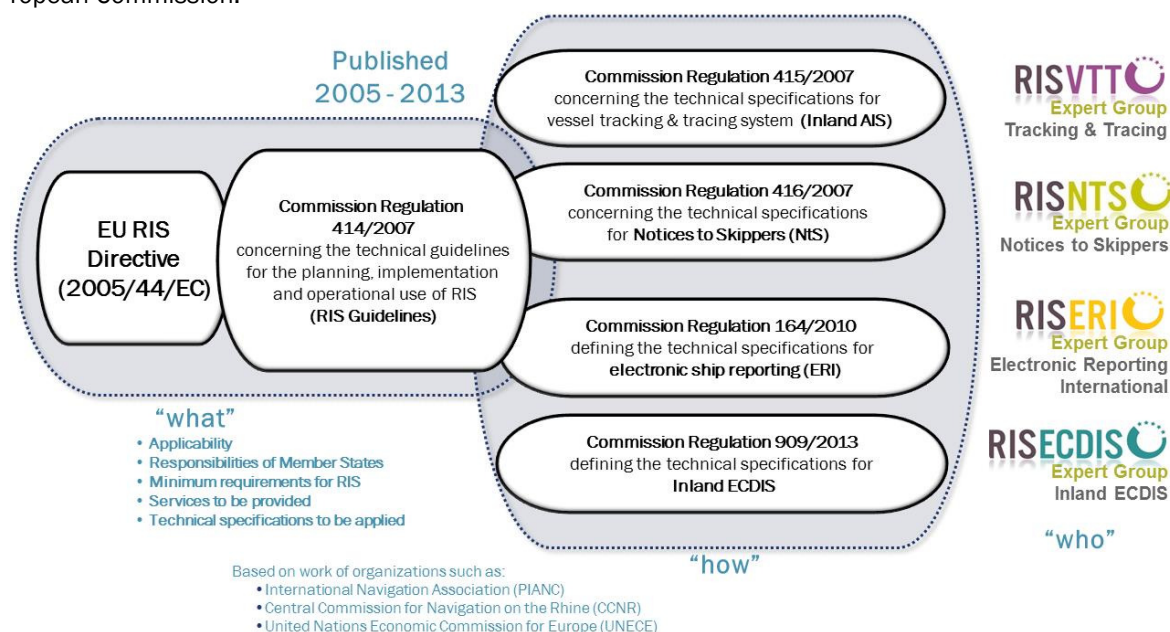 ropean Commission.
Published
2005 - 2013
EU RIS
Directive
(2005/44/EC)
Commission Regulation
414/2007
concerning the technical guidelines
for the planning, implementation
and operational use of RIS
(RIS Guidelines)
Commission Regulation 415/2007
concerning the technical specifications for
vessel tracking & tracing system (Inland AIS)
Commission Regulation 416/2007
concerning the technical specifications
for Notices to Skippers (NtS)
Commission Regulation 164/2010
defining the technical specifications for
electronic ship reporting (ERI)
Commission Regulation 909/2013
defining the technical specifications for
Inland ECDIS
RISVTT
Expert Group
Tracking & Tracing
RISNTS
Expert Group
Notices to Skippers
RISERI
Expert Group
Electronic Reporting
International
RISECDIS
Expert Group
Inland ECDIS
“what”
• Applicability
• Responsibilities of Member States
• Minimum requirements for RIS
• Services to be provided
• Technical specifications to be applied
“how”
“who”
Based on work of organizations such as:
• International Navigation Association (PIANC)
• Central Commission for Navigation on the Rhine (CCNR)
• United Nations Economic Commission for Europe (UNECE)